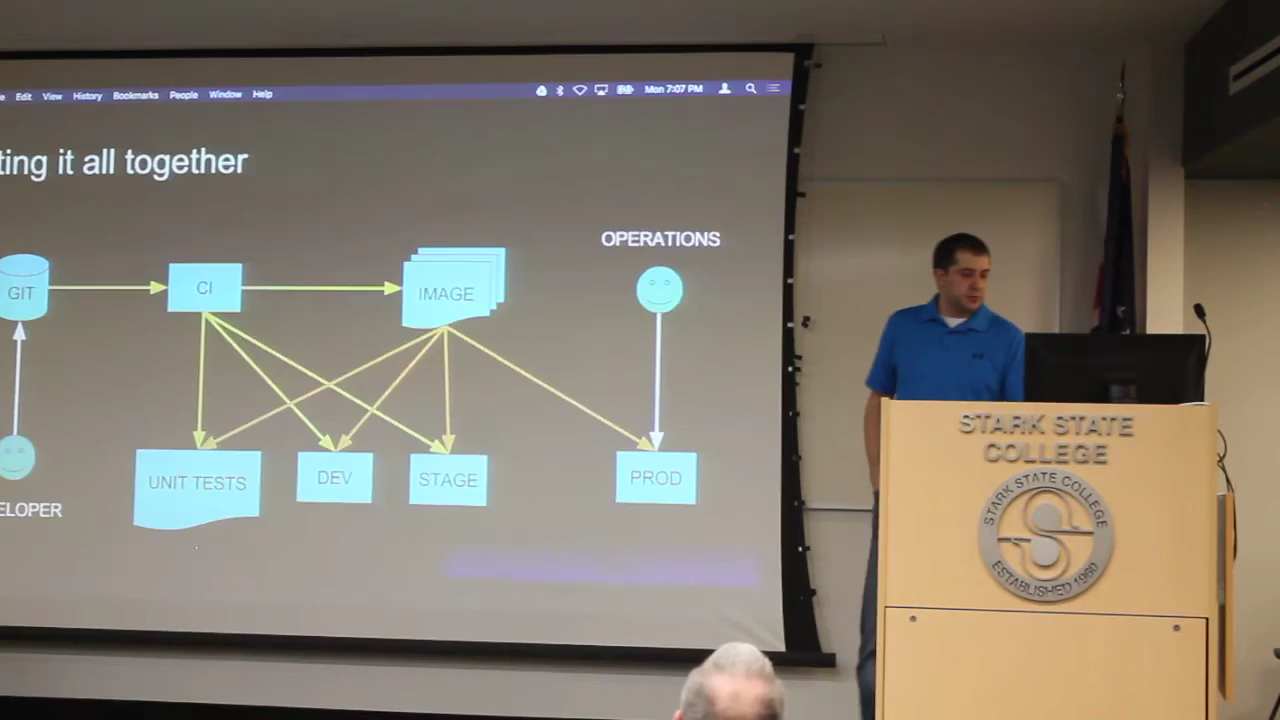 Edit View History Bookmarks People Window Help
Mon 7:07 PM
ting it all together
OPERATIONS
GIT
CI
IMAGE
UNIT TESTS
DEV
STAGE
PROD
ELOPER
STARK STATE
COLLEGE
STARK STATE COLLEGE
ESTABLISHED 1960